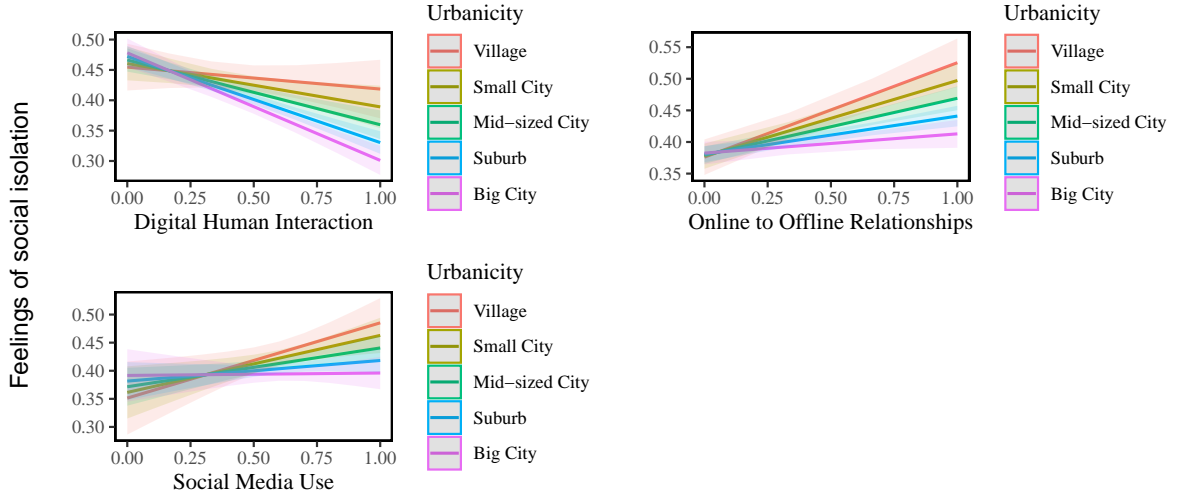 Feelings of social isolation
Urbanicity
0.50
0.45
0.40
0.35
0.30
0.00 0.25 0.50 0.75 1.00
Digital Human Interaction
Village
Small City
Mid−sized City
Suburb
Big City
Urbanicity
0.55
0.50
0.45
0.40
0.35
0.00 0.25 0.50 0.75 1.00
Online to Offline Relationships
Village
Small City
Mid−sized City
Suburb
Big City
Urbanicity
0.50
0.45
0.40
0.35
0.30
0.00 0.25 0.50 0.75 1.00
Social Media Use
Village
Small City
Mid−sized City
Suburb
Big City